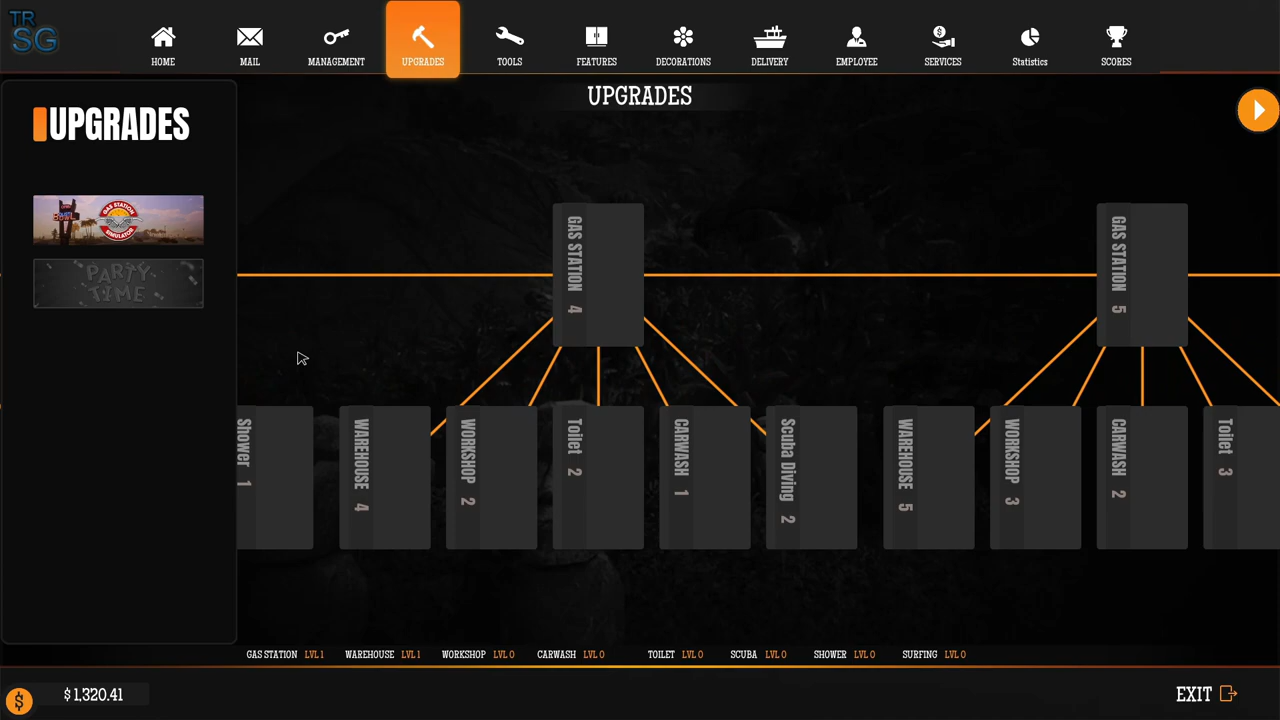 TR
SG
HOME
MAIL
MANAGEMENT
UPGRADES
TOOLS
FEATURES
DECORATIONS
DELIVERY
EMPLOYEE
SERVICES
Statistics
SCORES
UPGRADES
UPGRADES
GAS STATION
SIMULATOR
PARTY
TIME
GAS STATION 4
GAS STATION 5
Shower 1
WAREHOUSE 4
WORKSHOP 2
Toilet 2
CARWASH 1
Scuba Diving 2
WAREHOUSE 5
WORKSHOP 3
CARWASH 2
Toilet 3
GAS STATION LVL 1 WAREHOUSE LVL 1 WORKSHOP LVL 0 CARWASH LVL 0 TOILET LVL 0 SCUBA LVL 0 SHOWER LVL 0 SURFING LVL 0
$ $ 1,320.41
EXIT